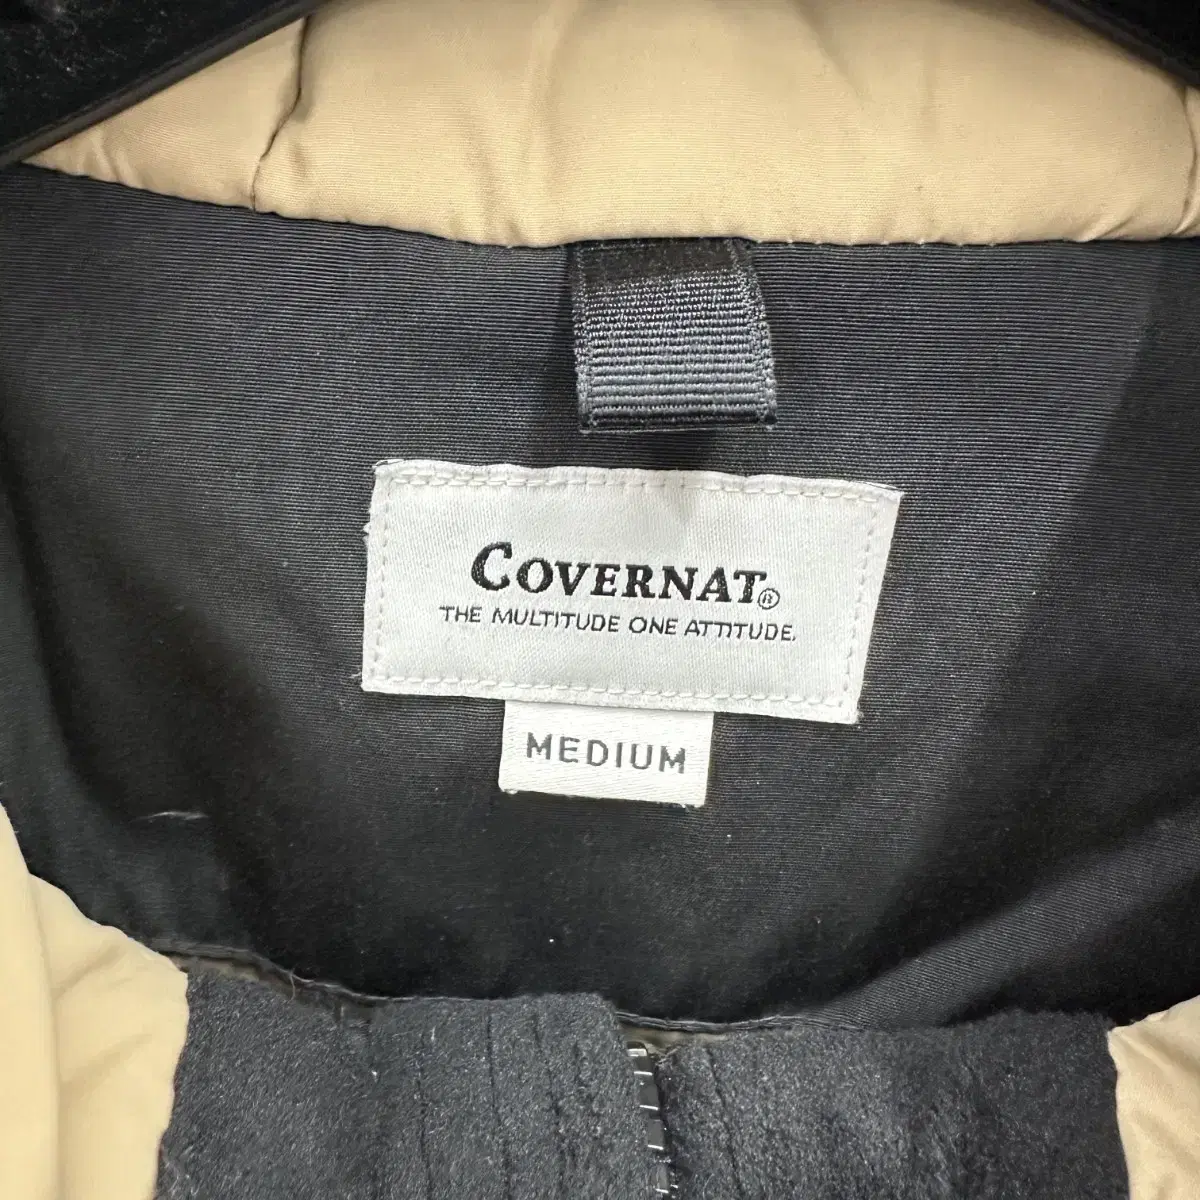 COVERNAT®
THE MULTITUDE ONE ATTITUDE.
MEDIUM